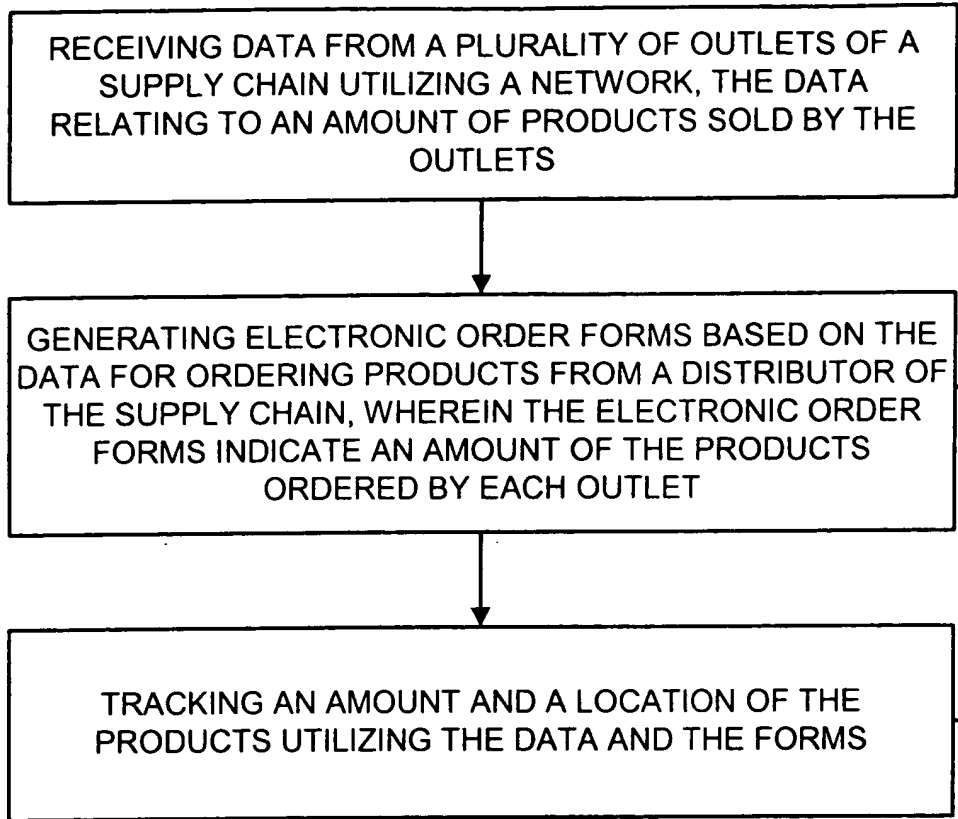 RECEIVING DATA FROM A PLURALITY OF OUTLETS OF A
SUPPLY CHAIN UTILIZING A NETWORK, THE DATA
RELATING TO AN AMOUNT OF PRODUCTS SOLD BY THE
OUTLETS
GENERATING ELECTRONIC ORDER FORMS BASED ON THE
DATA FOR ORDERING PRODUCTS FROM A DISTRIBUTOR OF
THE SUPPLY CHAIN, WHEREIN THE ELECTRONIC ORDER
FORMS INDICATE AN AMOUNT OF THE PRODUCTS
ORDERED BY EACH OUTLET
TRACKING AN AMOUNT AND A LOCATION OF THE
PRODUCTS UTILIZING THE DATA AND THE FORMS